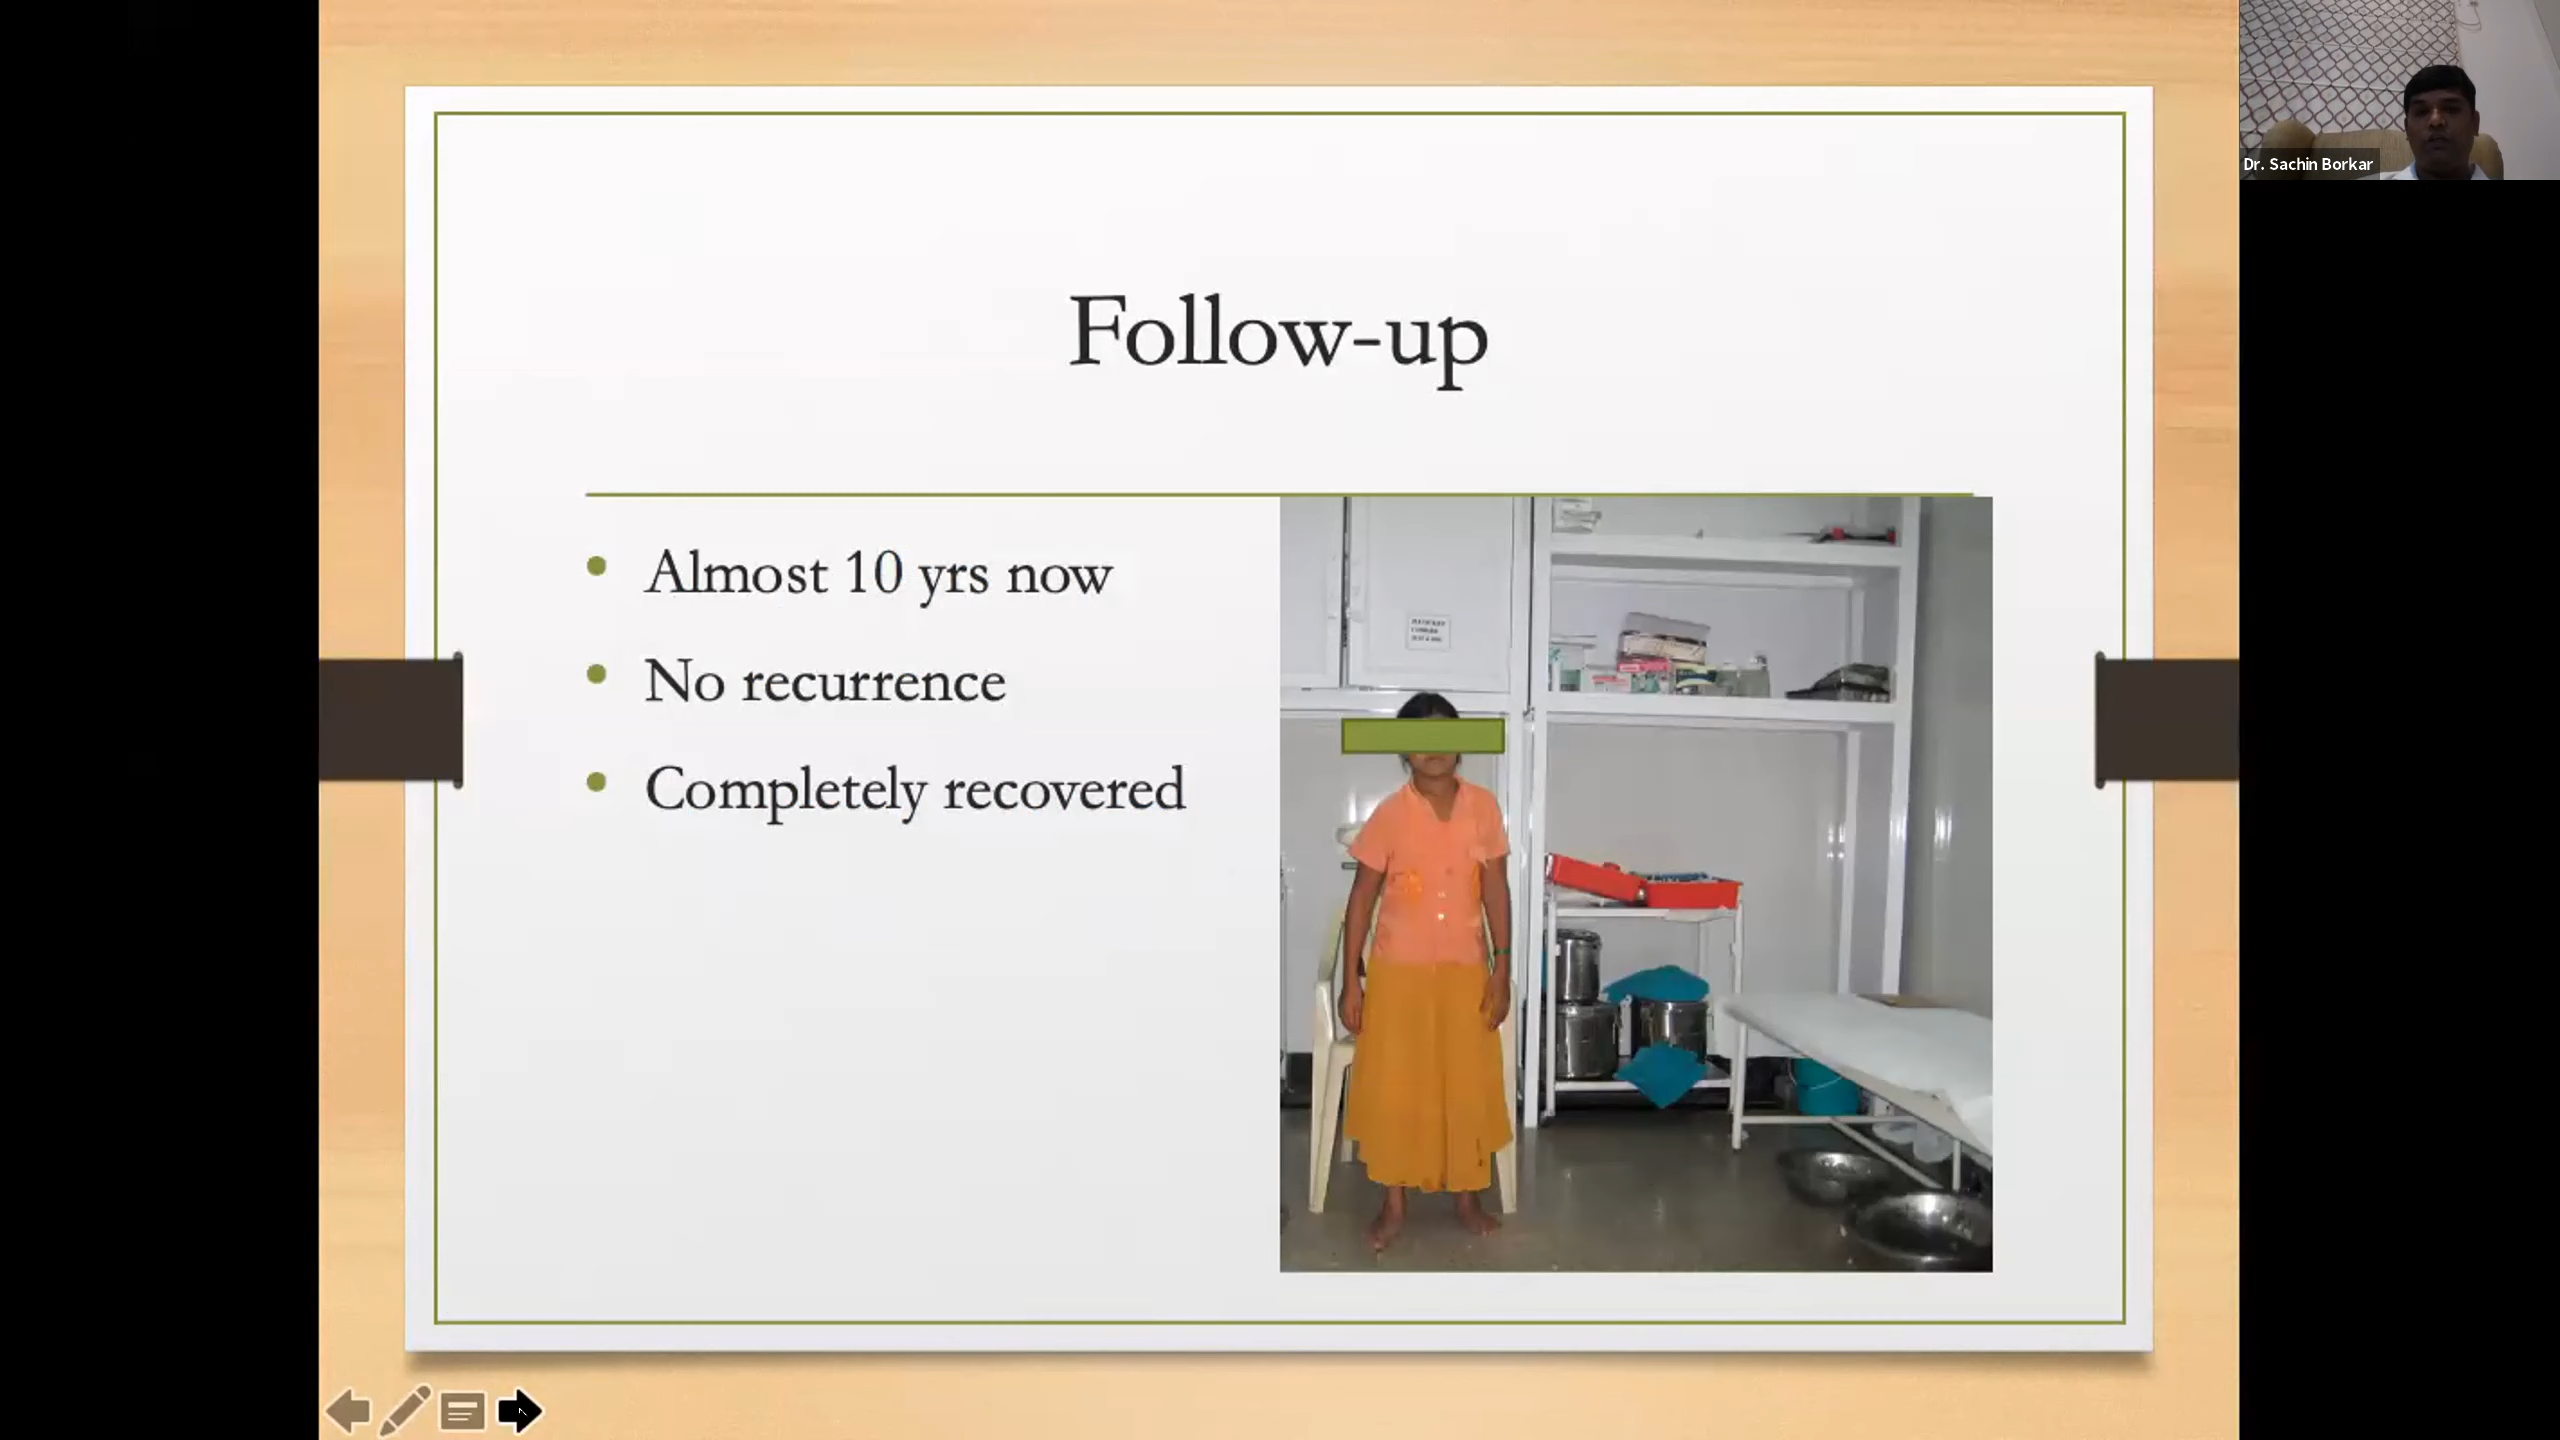 Dr. Sachin Borkar
Follow-up
Almost 10 yrs now
No recurrence
Completely recovered